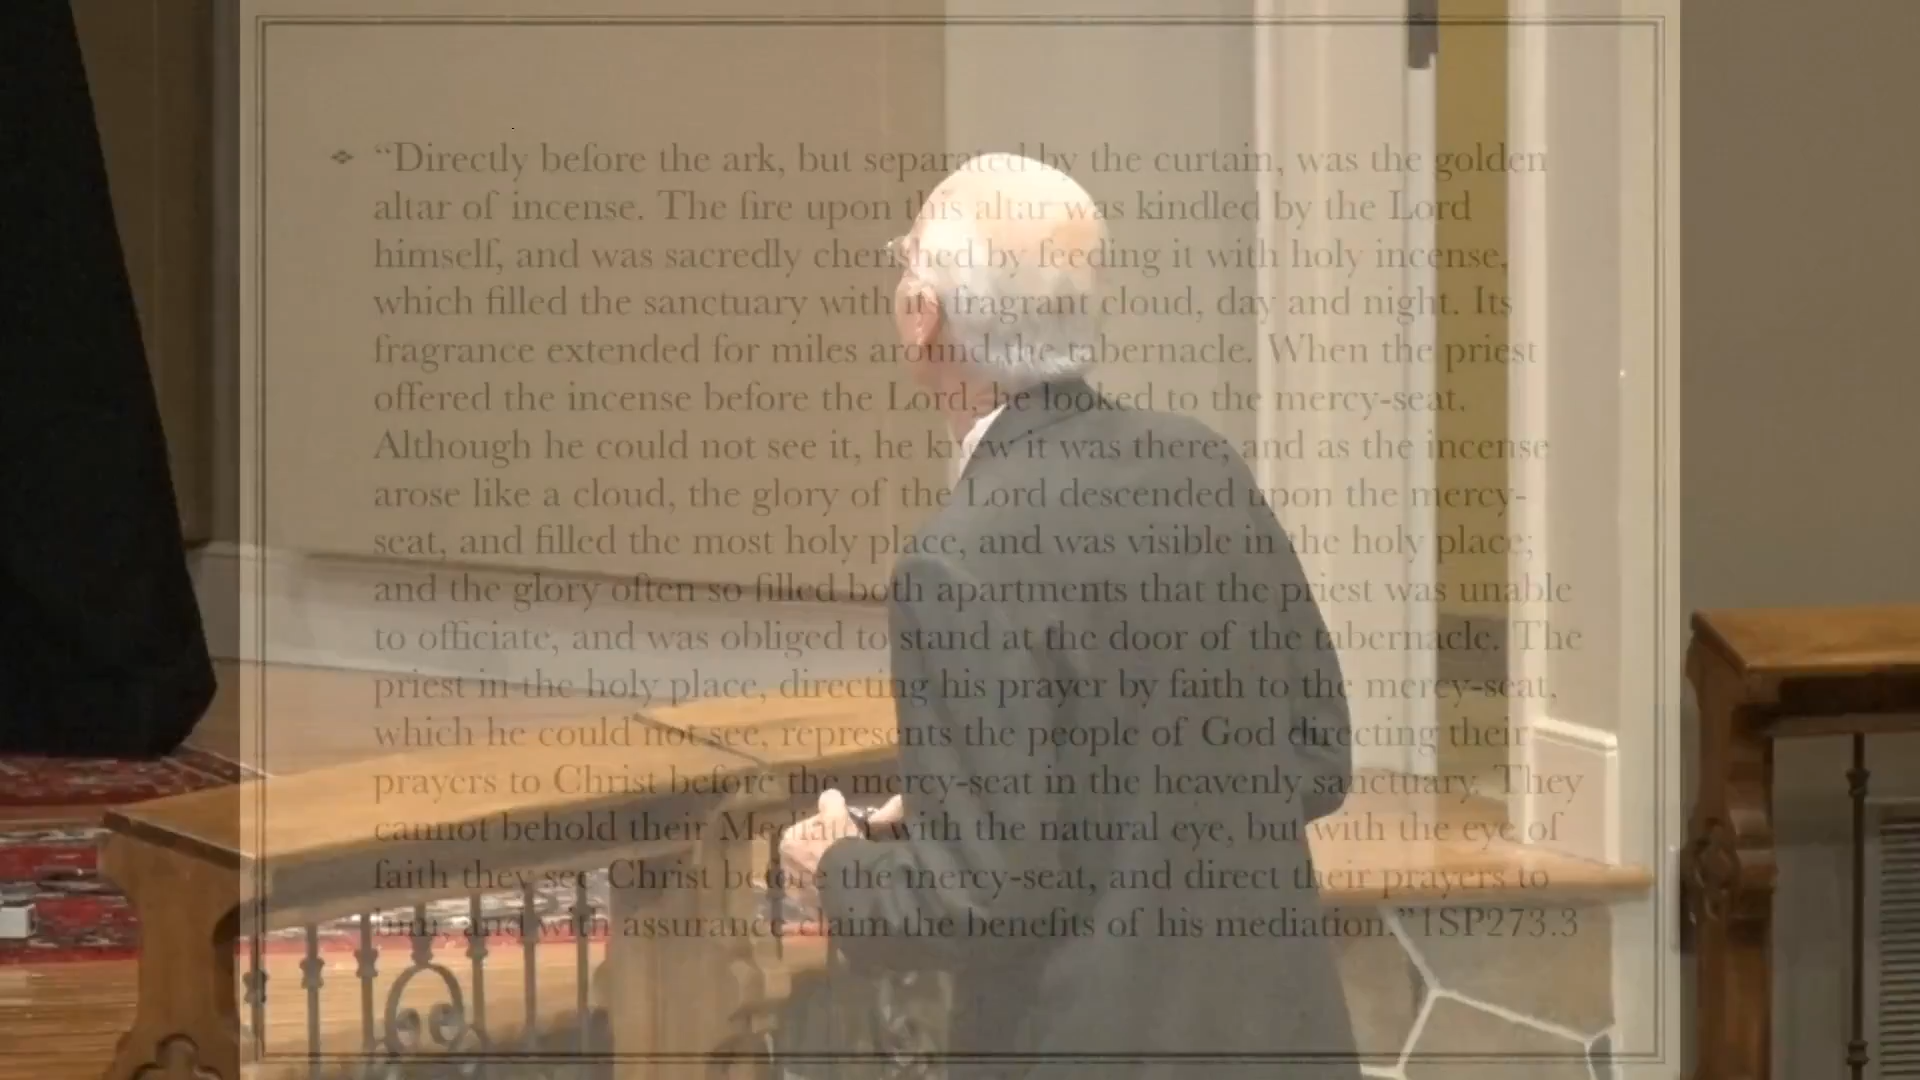 ❖ “Directly before the ark, but separated by the curtain, was the golden
altar of incense. The fire upon this altar was kindled by the Lord
himself, and was sacredly cherished by feeding it with holy incense,
which filled the sanctuary with its fragrant cloud, day and night. Its
fragrance extended for miles around the tabernacle. When the priest
offered the incense before the Lord, he looked to the mercy-seat.
Although he could not see it, he knew it was there; and as the incense
arose like a cloud, the glory of the Lord descended upon the mercy-
seat, and filled the most holy place, and was visible in the holy place;
and the glory often so filled both apartments that the priest was unable
to officiate, and was obliged to stand at the door of the tabernacle. The
priest in the holy place, directing his prayer by faith to the mercy-seat,
which he could not see, represents the people of God directing their
prayers to Christ before the mercy-seat in the heavenly sanctuary. They
cannot behold their Mediator with the natural eye, but with the eye of
faith they see Christ before the mercy-seat, and direct their prayers to
him, and with assurance claim the benefits of his mediation.”1SP273.3